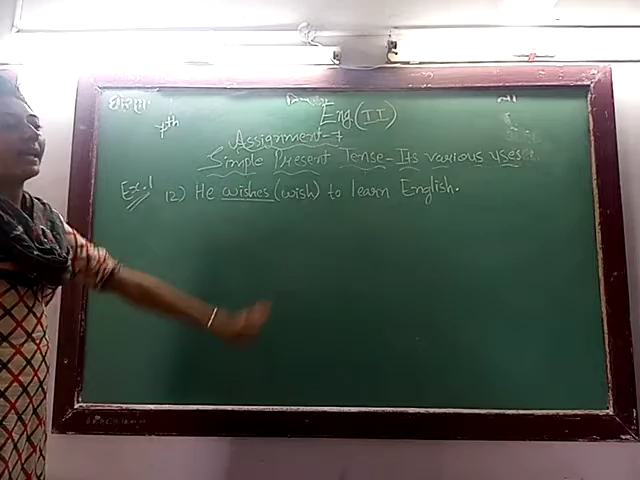 Eng(II)
7th
Assignment-7
Simple Present Tense-Its various uses
Ex.1 12) He wishes (wish) to learn English.